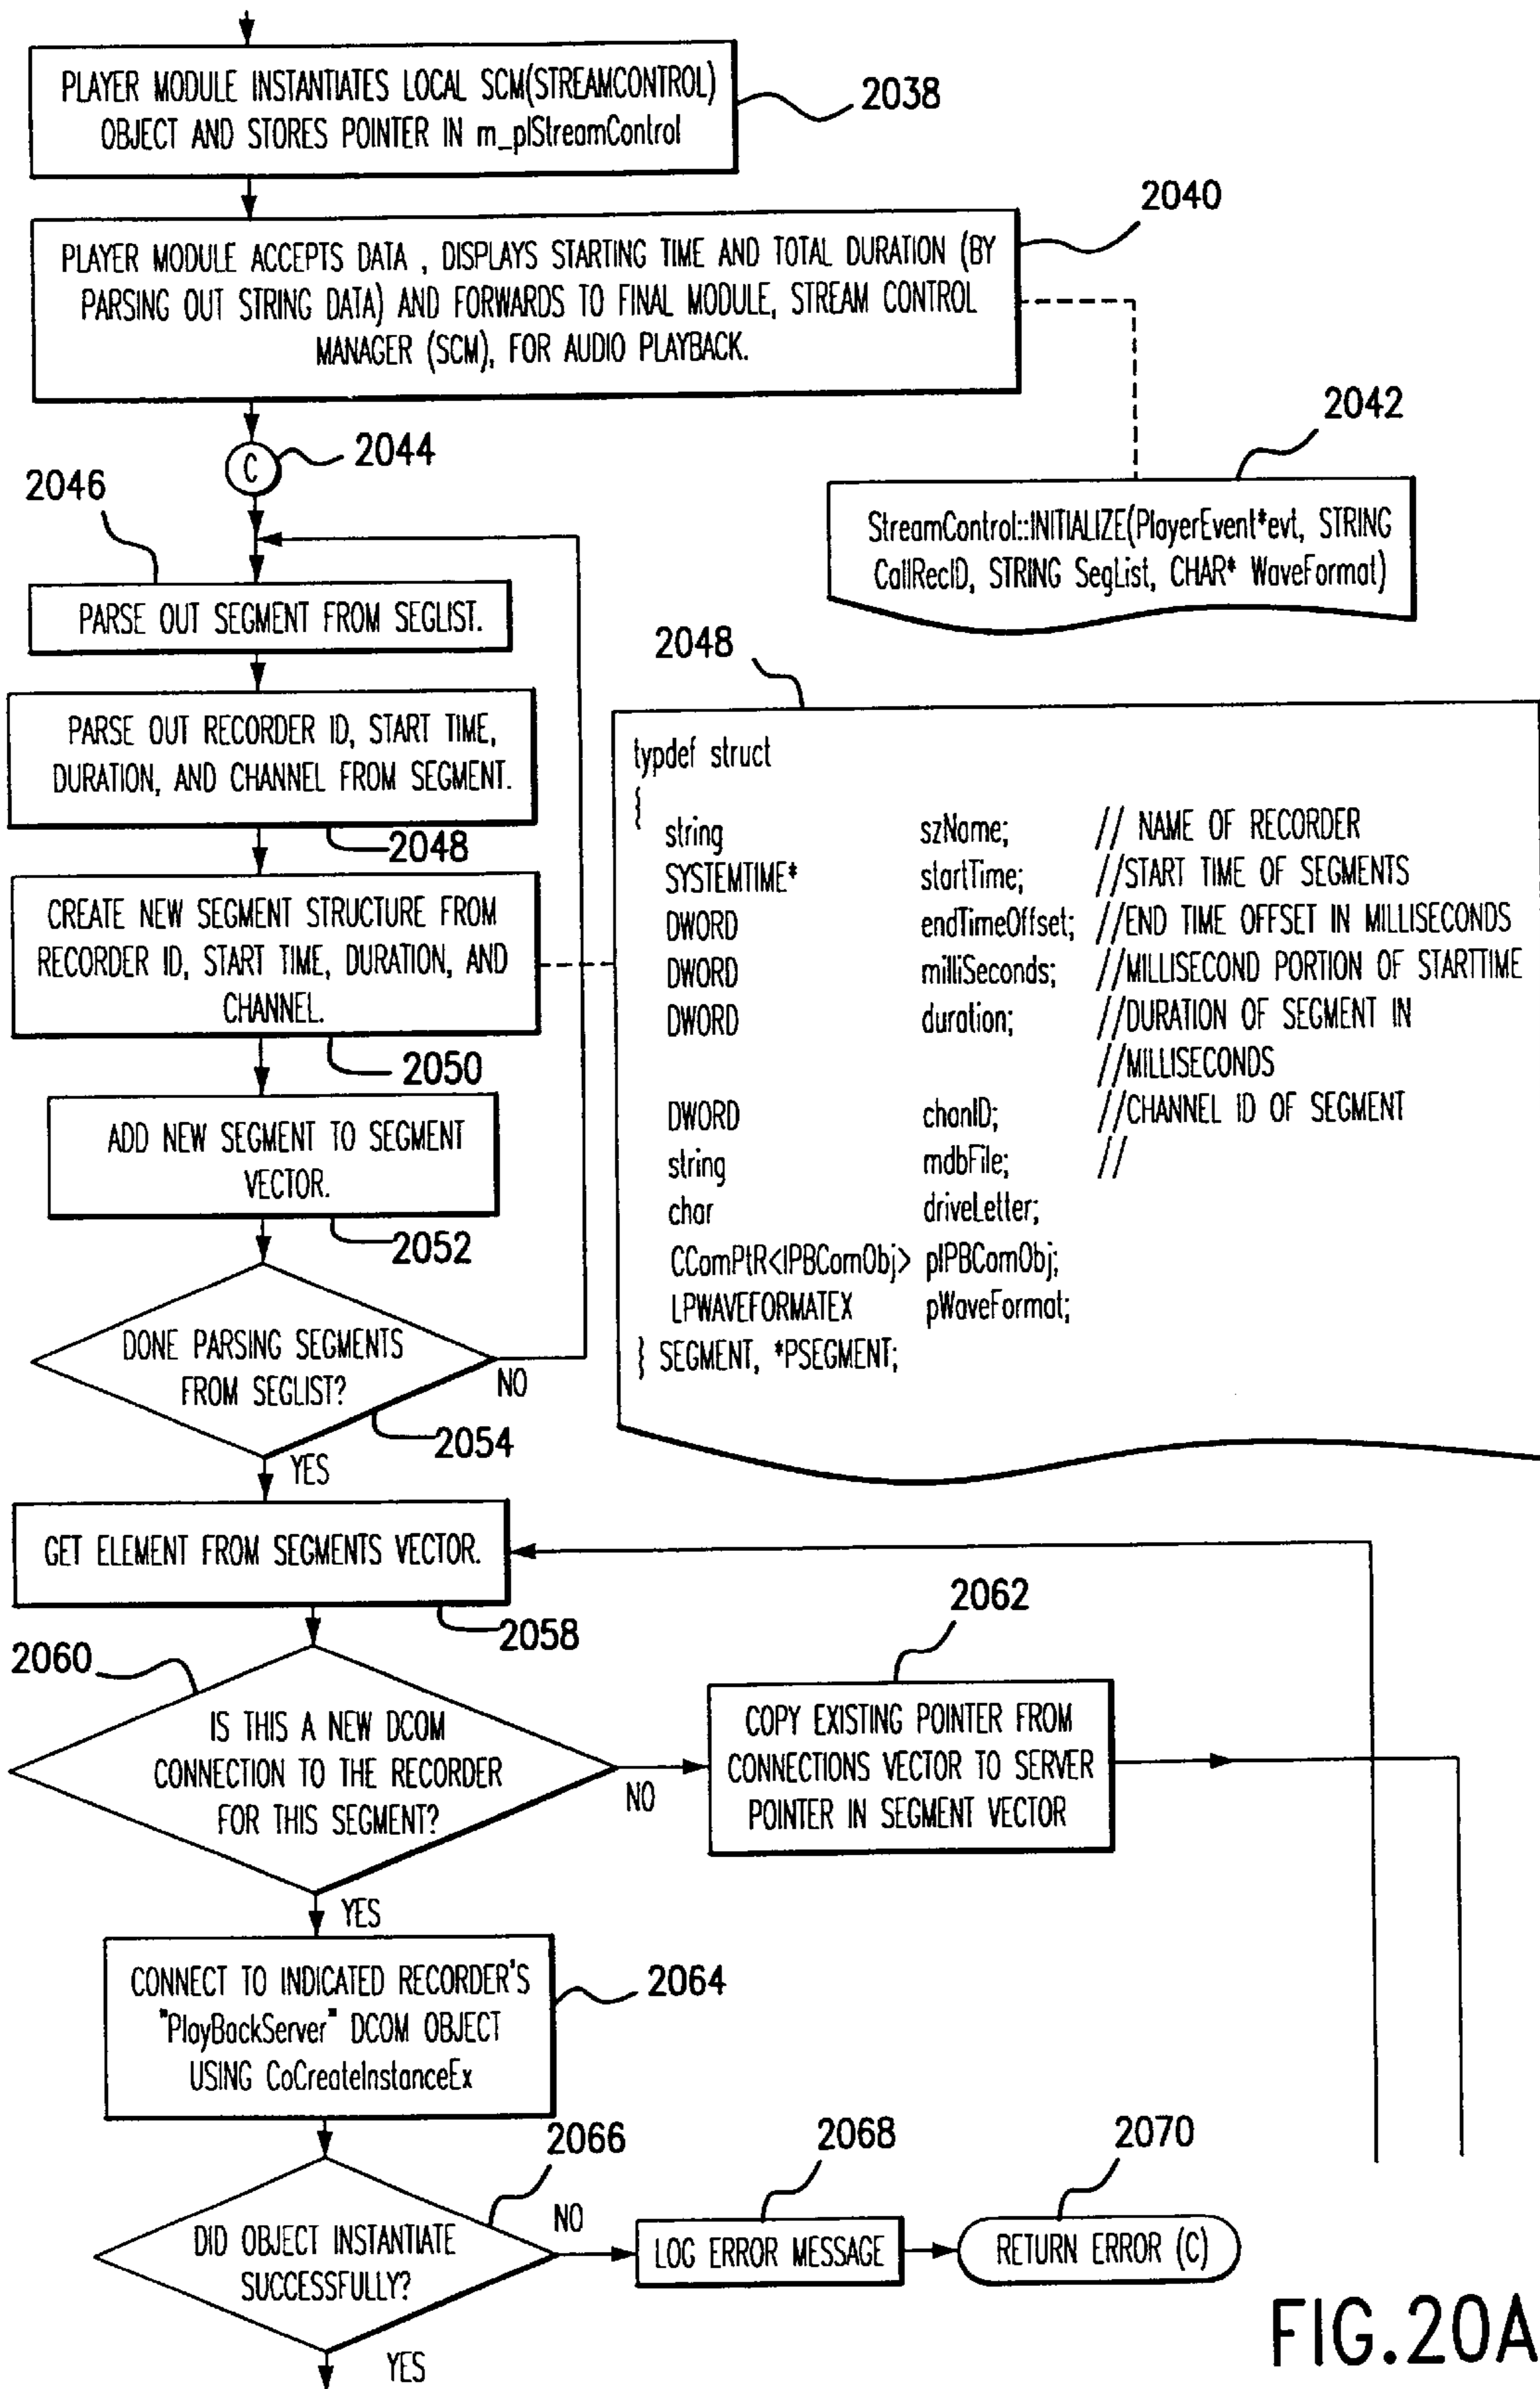 PLAYER MODULE INSTANTIATES LOCAL SCM(STREAMCONTROL)
OBJECT AND STORES POINTER IN m_plStreamControl
2038
2040
PLAYER MODULE ACCEPTS DATA , DISPLAYS STARTING TIME AND TOTAL DURATION (BY
PARSING OUT STRING DATA) AND FORWARDS TO FINAL MODULE, STREAM CONTROL
MANAGER (SCM), FOR AUDIO PLAYBACK.
2042
C
2044
StreamControl::INITIALIZE(PlayerEvent*evt, STRING
CallRecID, STRING SegList, CHAR* WaveFormat)
2046
PARSE OUT SEGMENT FROM SEGLIST.
PARSE OUT RECORDER ID, START TIME,
DURATION, AND CHANNEL FROM SEGMENT.
2048
CREATE NEW SEGMENT STRUCTURE FROM
RECORDER ID, START TIME, DURATION, AND
CHANNEL.
2050
2048
typdef struct
{
string szName; // NAME OF RECORDER
SYSTEMTIME* startTime; //START TIME OF SEGMENTS
DWORD endTimeOffset; //END TIME OFFSET IN MILLISECONDS
DWORD milliSeconds; //MILLISECOND PORTION OF STARTTIME
DWORD duration; //DURATION OF SEGMENT IN
//MILLISECONDS
DWORD chanID; //CHANNEL ID OF SEGMENT
string mdbFile; //
char driveLetter;
CComPtR<IPBComObj> pIPBComObj;
LPWAVEFORMATEX pWaveFormat;
} SEGMENT, *PSEGMENT;
ADD NEW SEGMENT TO SEGMENT
VECTOR.
2052
DONE PARSING SEGMENTS
FROM SEGLIST?
NO
2054
YES
GET ELEMENT FROM SEGMENTS VECTOR.
2058
2060
IS THIS A NEW DCOM
CONNECTION TO THE RECORDER
FOR THIS SEGMENT?
NO
2062
COPY EXISTING POINTER FROM
CONNECTIONS VECTOR TO SERVER
POINTER IN SEGMENT VECTOR
YES
CONNECT TO INDICATED RECORDER'S
"PlayBackServer" DCOM OBJECT
USING CoCreateInstanceEx
2064
2066
DID OBJECT INSTANTIATE
SUCCESSFULLY?
NO
2068
LOG ERROR MESSAGE
2070
RETURN ERROR (C)
YES
FIG.20A